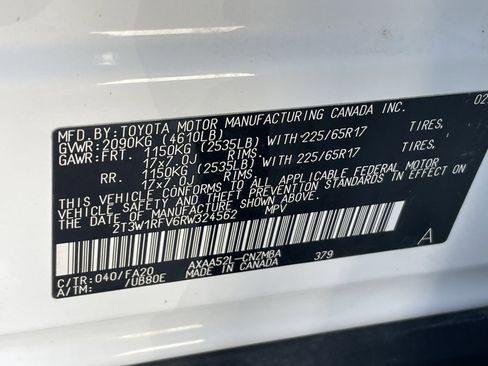 02
MFD.BY:TOYOTA MOTOR MANUFACTURING CANADA INC.
GVWR:2090KG(4610LB)
GAWR:FRT. 1150KG (2535LB) WITH 225/65R17 TIRES,
17x7.0J RIMS
RR. 1150KG (2535LB) WITH 225/65R17 TIRES,
17x7.0J RIMS
THIS VEHICLE CONFORMS TO ALL APPLICABLE FEDERAL MOTOR
VEHICLE SAFETY AND THEFT PREVENTION STANDARDS IN EFFECT ON
THE DATE OF MANUFACTURE SHOWN ABOVE.
2T3W1RFV6RW324562 MPV
C/TR:040/FA20 AXAA52L-CNZMBA 379
A/TM: /UB80E MADE IN CANADA
A